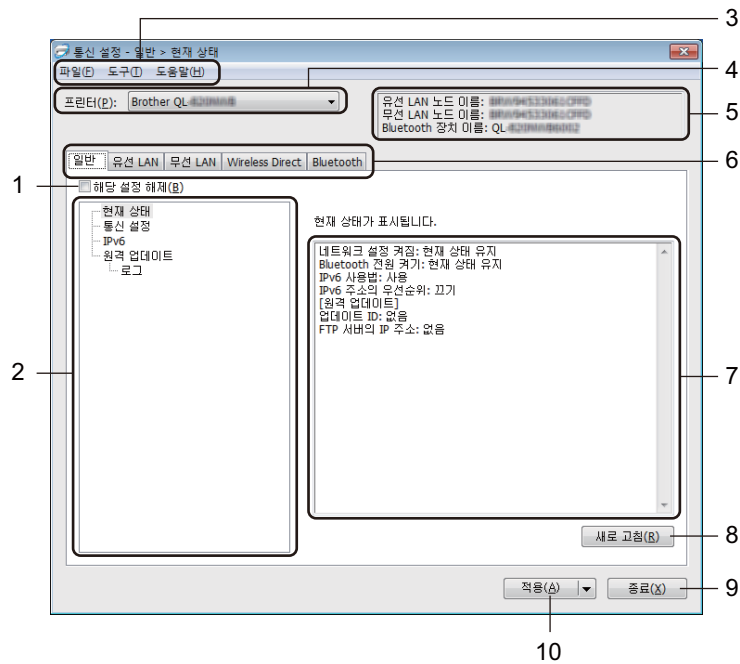 3
통신 설정 - 일반 > 현재 상태
파일(F) 도구(T) 도움말(H)
4
프린터(P): Brother QL-
유선 LAN 노드 이름:
무선 LAN 노드 이름:
Bluetooth 장치 이름: QL-
5
일반 유선 LAN 무선 LAN Wireless Direct Bluetooth
6
1
해당 설정 해제(B)
현재 상태
통신 설정
IPv6
원격 업데이트
로그
2
현재 상태가 표시됩니다.
네트워크 설정 켜짐: 현재 상태 유지
Bluetooth 전원 켜기: 현재 상태 유지
IPv6 사용법: 사용
IPv6 주소의 우선순위: 끄기
[원격 업데이트]
업데이트 ID: 없음
FTP 서버의 IP 주소: 없음
7
새로 고침(R)
8
적용(A)
종료(X)
9
10